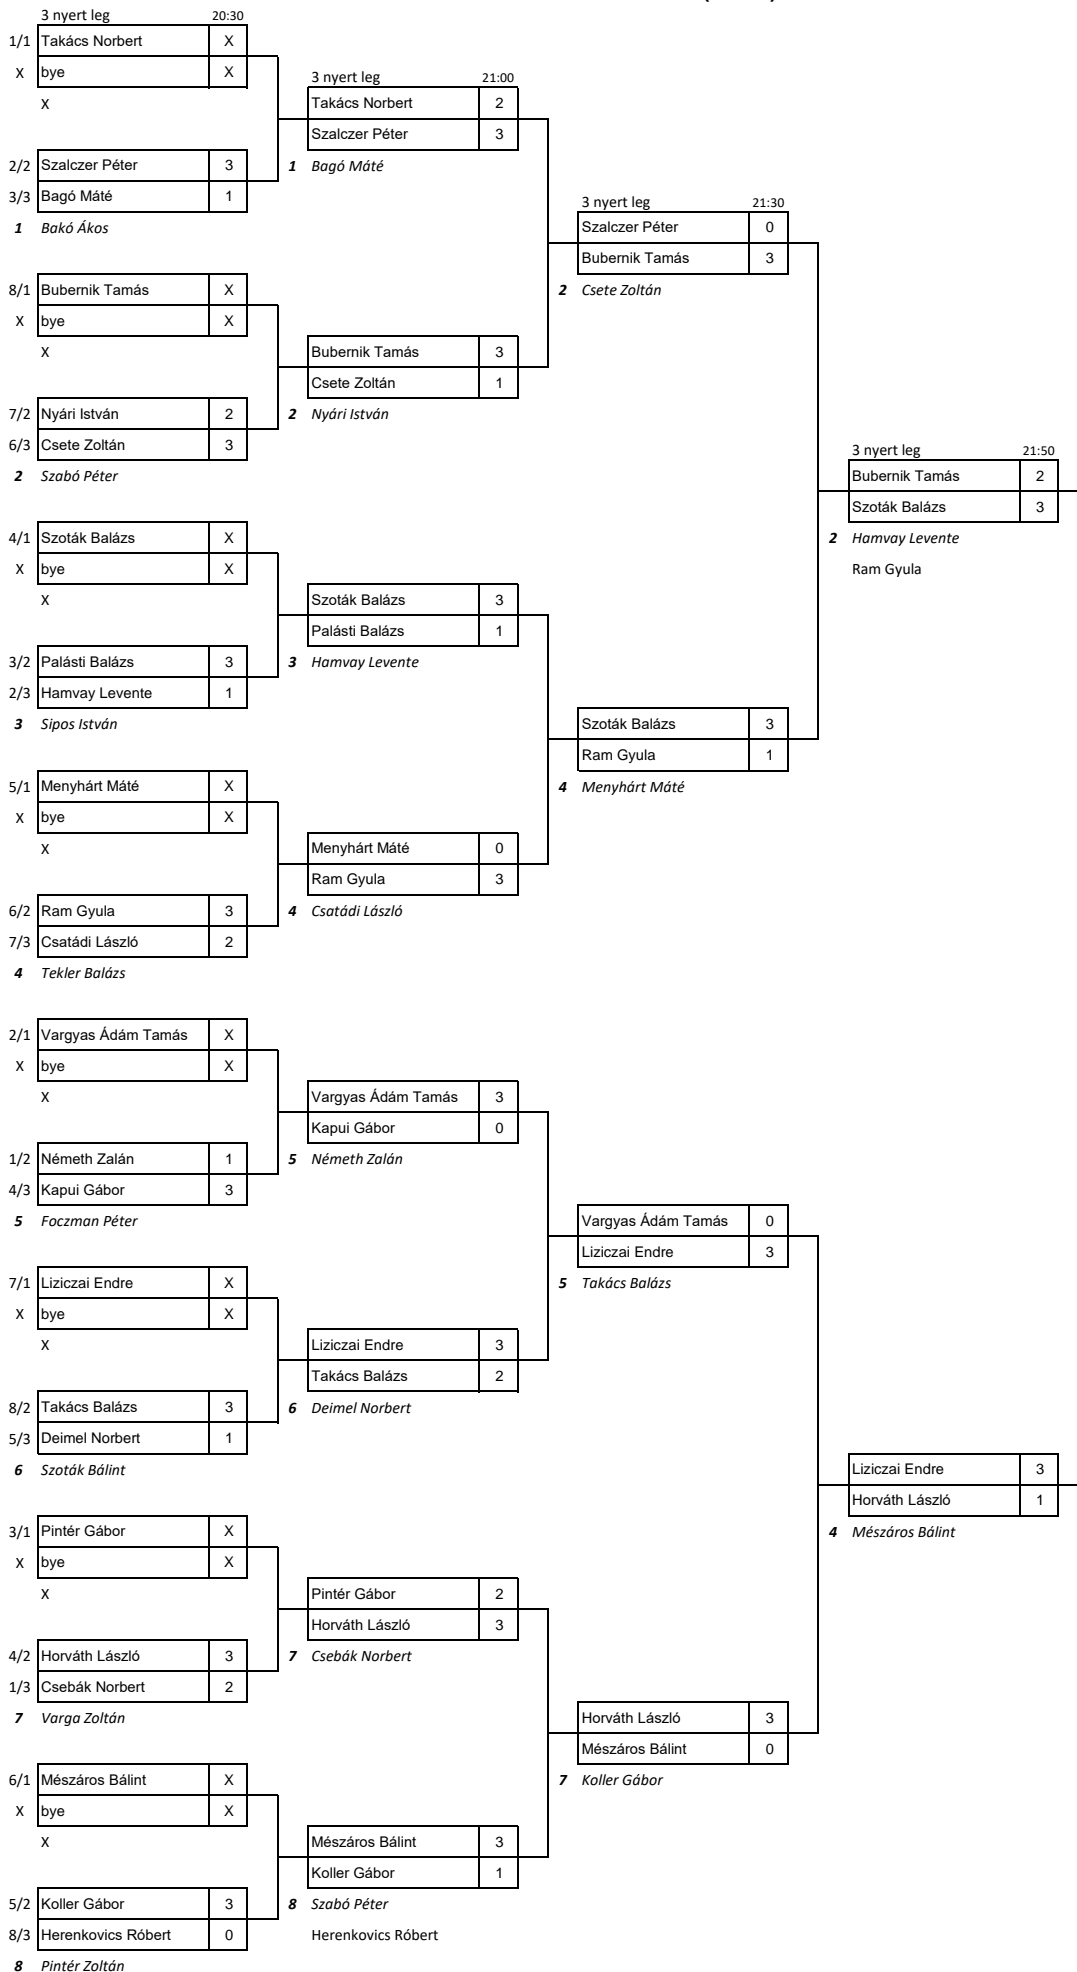 3 nyert leg 20:30
1/1 Takács Norbert X
X bye X
X
2/2 Szalczer Péter 3
3/3 Bagó Máté 1
1 Bakó Ákos
8/1 Bubernik Tamás X
X bye X
X
7/2 Nyári István 2
6/3 Csete Zoltán 3
2 Szabó Péter
4/1 Szoták Balázs X
X bye X
X
3/2 Palásti Balázs 3
2/3 Hamvay Levente 1
3 Sipos István
5/1 Menyhárt Máté X
X bye X
X
6/2 Ram Gyula 3
7/3 Csatádi László 2
4 Tekler Balázs
2/1 Vargyas Ádám Tamás X
X bye X
X
1/2 Németh Zalán 1
4/3 Kapui Gábor 3
5 Foczman Péter
7/1 Liziczai Endre X
X bye X
X
8/2 Takács Balázs 3
5/3 Deimel Norbert 1
6 Szoták Bálint
3/1 Pintér Gábor X
X bye X
X
4/2 Horváth László 3
1/3 Csebák Norbert 2
7 Varga Zoltán
6/1 Mészáros Bálint X
X bye X
X
5/2 Koller Gábor 3
8/3 Herenkovics Róbert 0
8 Pintér Zoltán
3 nyert leg 21:00
Takács Norbert 2
Szalczer Péter 3
1 Bagó Máté
Bubernik Tamás 3
Csete Zoltán 1
2 Nyári István
Szoták Balázs 3
Palásti Balázs 1
3 Hamvay Levente
Menyhárt Máté 0
Ram Gyula 3
4 Csatádi László
Vargyas Ádám Tamás 3
Kapui Gábor 0
5 Németh Zalán
Liziczai Endre 3
Takács Balázs 2
6 Deimel Norbert
Pintér Gábor 2
Horváth László 3
7 Csebák Norbert
Mészáros Bálint 3
Koller Gábor 1
8 Szabó Péter
Herenkovics Róbert
3 nyert leg 21:30
Szalczer Péter 0
Bubernik Tamás 3
2 Csete Zoltán
Szoták Balázs 3
Ram Gyula 1
4 Menyhárt Máté
Vargyas Ádám Tamás 0
Liziczai Endre 3
5 Takács Balázs
Horváth László 3
Mészáros Bálint 0
7 Koller Gábor
3 nyert leg 21:50
Bubernik Tamás 2
Szoták Balázs 3
2 Hamvay Levente
Ram Gyula
Liziczai Endre 3
Horváth László 1
4 Mészáros Bálint